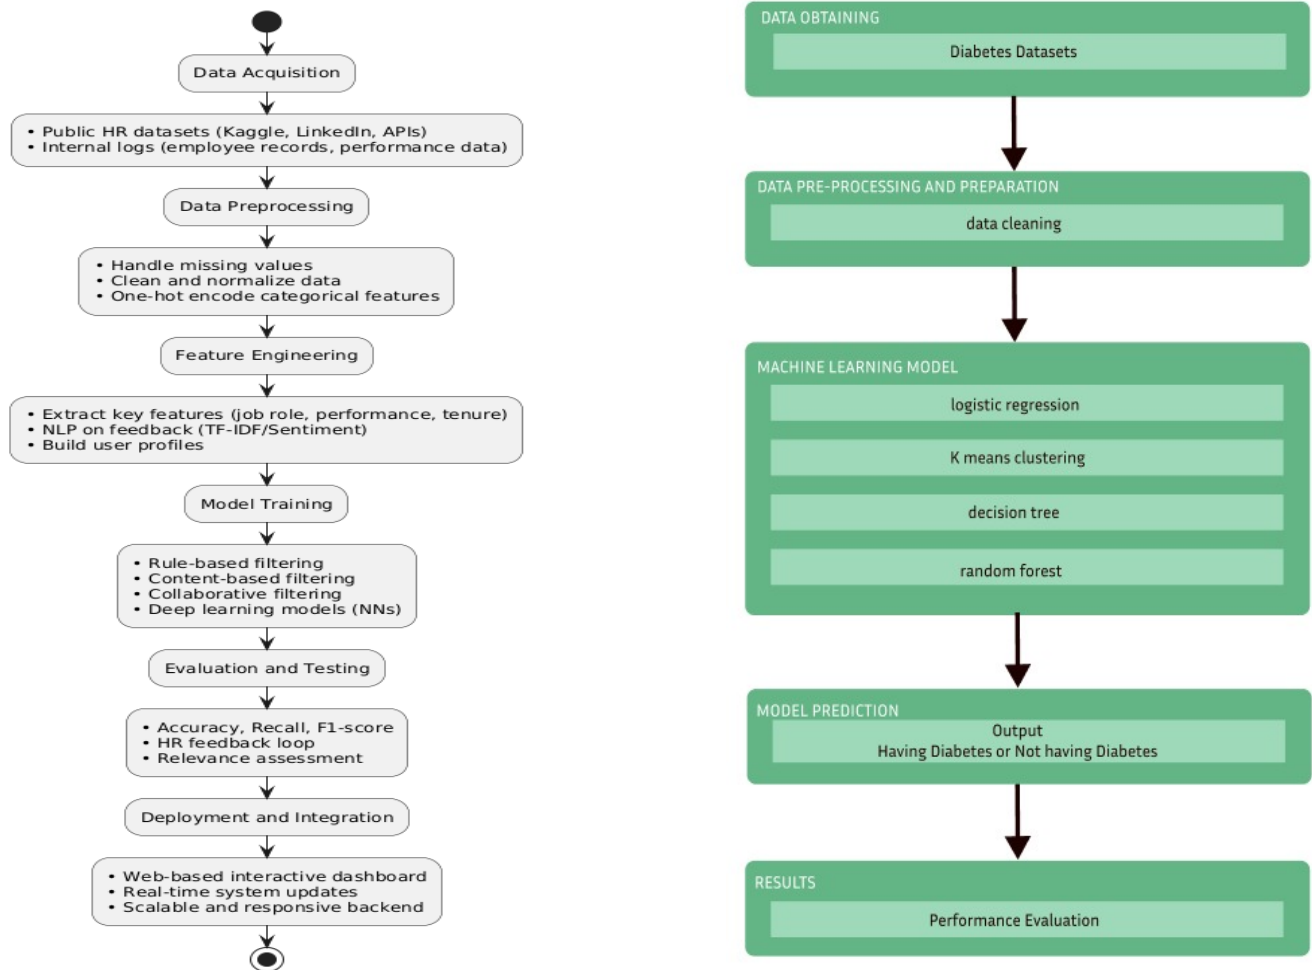 Data Acquisition
• Public HR datasets (Kaggle, LinkedIn, APIs)
• Internal logs (employee records, performance data)
Data Preprocessing
• Handle missing values
• Clean and normalize data
• One-hot encode categorical features
Feature Engineering
• Extract key features (job role, performance, tenure)
• NLP on feedback (TF-IDF/Sentiment)
• Build user profiles
Model Training
• Rule-based filtering
• Content-based filtering
• Collaborative filtering
• Deep learning models (NNs)
Evaluation and Testing
• Accuracy, Recall, F1-score
• HR feedback loop
• Relevance assessment
Deployment and Integration
• Web-based interactive dashboard
• Real-time system updates
• Scalable and responsive backend
DATA OBTAINING
Diabetes Datasets
DATA PRE-PROCESSING AND PREPARATION
data cleaning
MACHINE LEARNING MODEL
logistic regression
K means clustering
decision tree
random forest
MODEL PREDICTION
Output
Having Diabetes or Not having Diabetes
RESULTS
Performance Evaluation